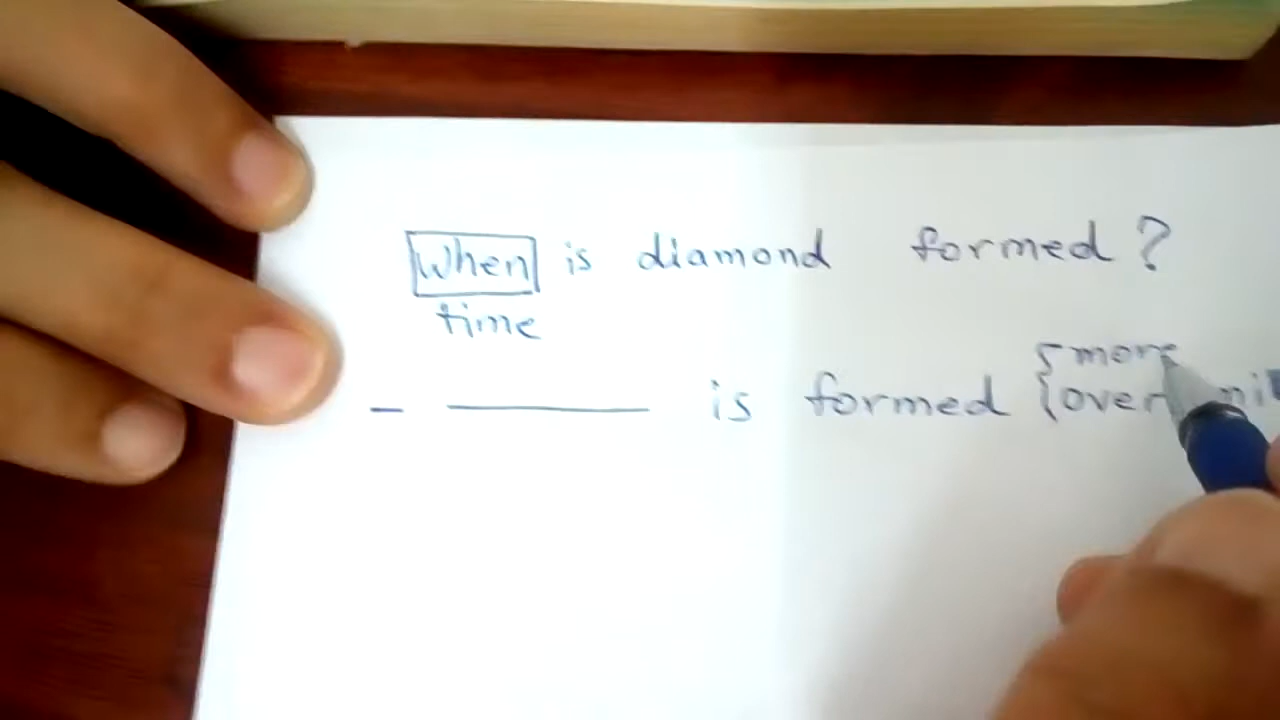 When is diamond formed?
time
{ more
_ ________ is formed { over